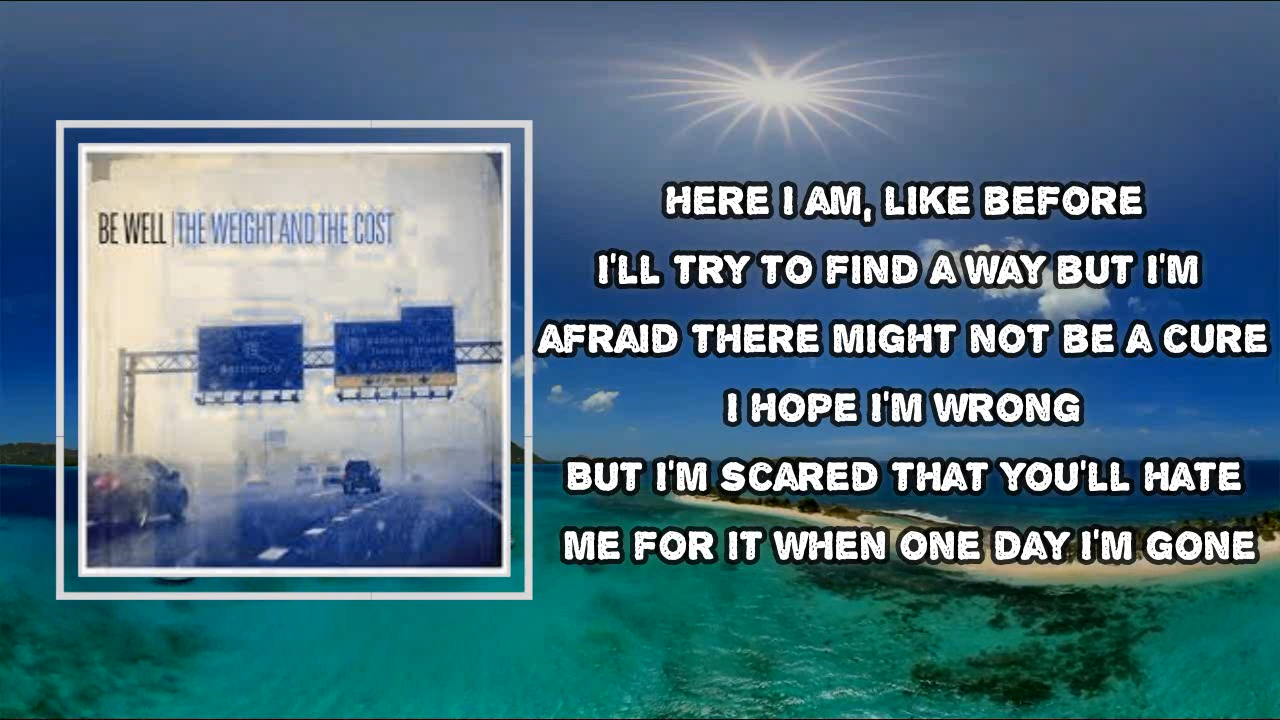 BE WELL | THE WEIGHT AND THE COST
Baltimore
Annapolis
HERE I AM, LIKE BEFORE
I'LL TRY TO FIND A WAY BUT I'M
AFRAID THERE MIGHT NOT BE A CURE
I HOPE I'M WRONG
BUT I'M SCARED THAT YOU'LL HATE
ME FOR IT WHEN ONE DAY I'M GONE